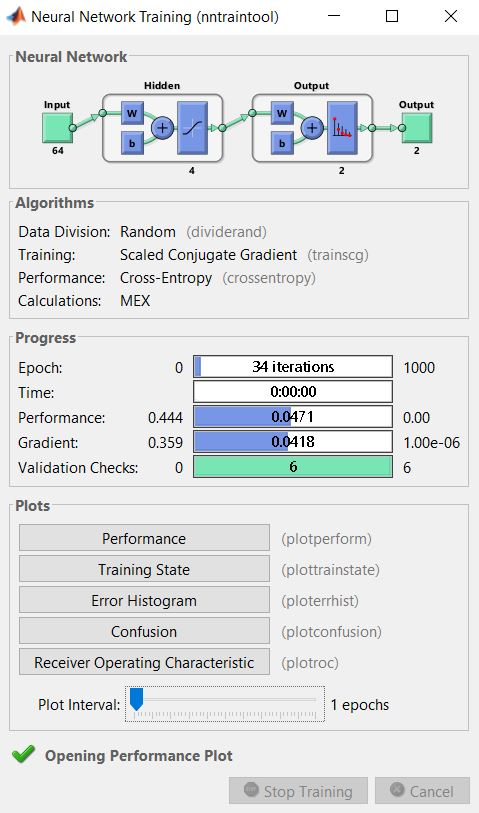 Neural Network Training (nntraintool)
Neural Network
Hidden Output
Input Output
W W
b b
64 4 2 2
Algorithms
Data Division: Random (dividerand)
Training: Scaled Conjugate Gradient (trainscg)
Performance: Cross-Entropy (crossentropy)
Calculations: MEX
Progress
Epoch: 0 34 iterations 1000
Time: 0:00:00
Performance: 0.444 0.0471 0.00
Gradient: 0.359 0.0418 1.00e-06
Validation Checks: 0 6 6
Plots
Performance (plotperform)
Training State (plottrainstate)
Error Histogram (ploterrhist)
Confusion (plotconfusion)
Receiver Operating Characteristic (plotroc)
Plot Interval: 1 epochs
Opening Performance Plot
Stop Training Cancel